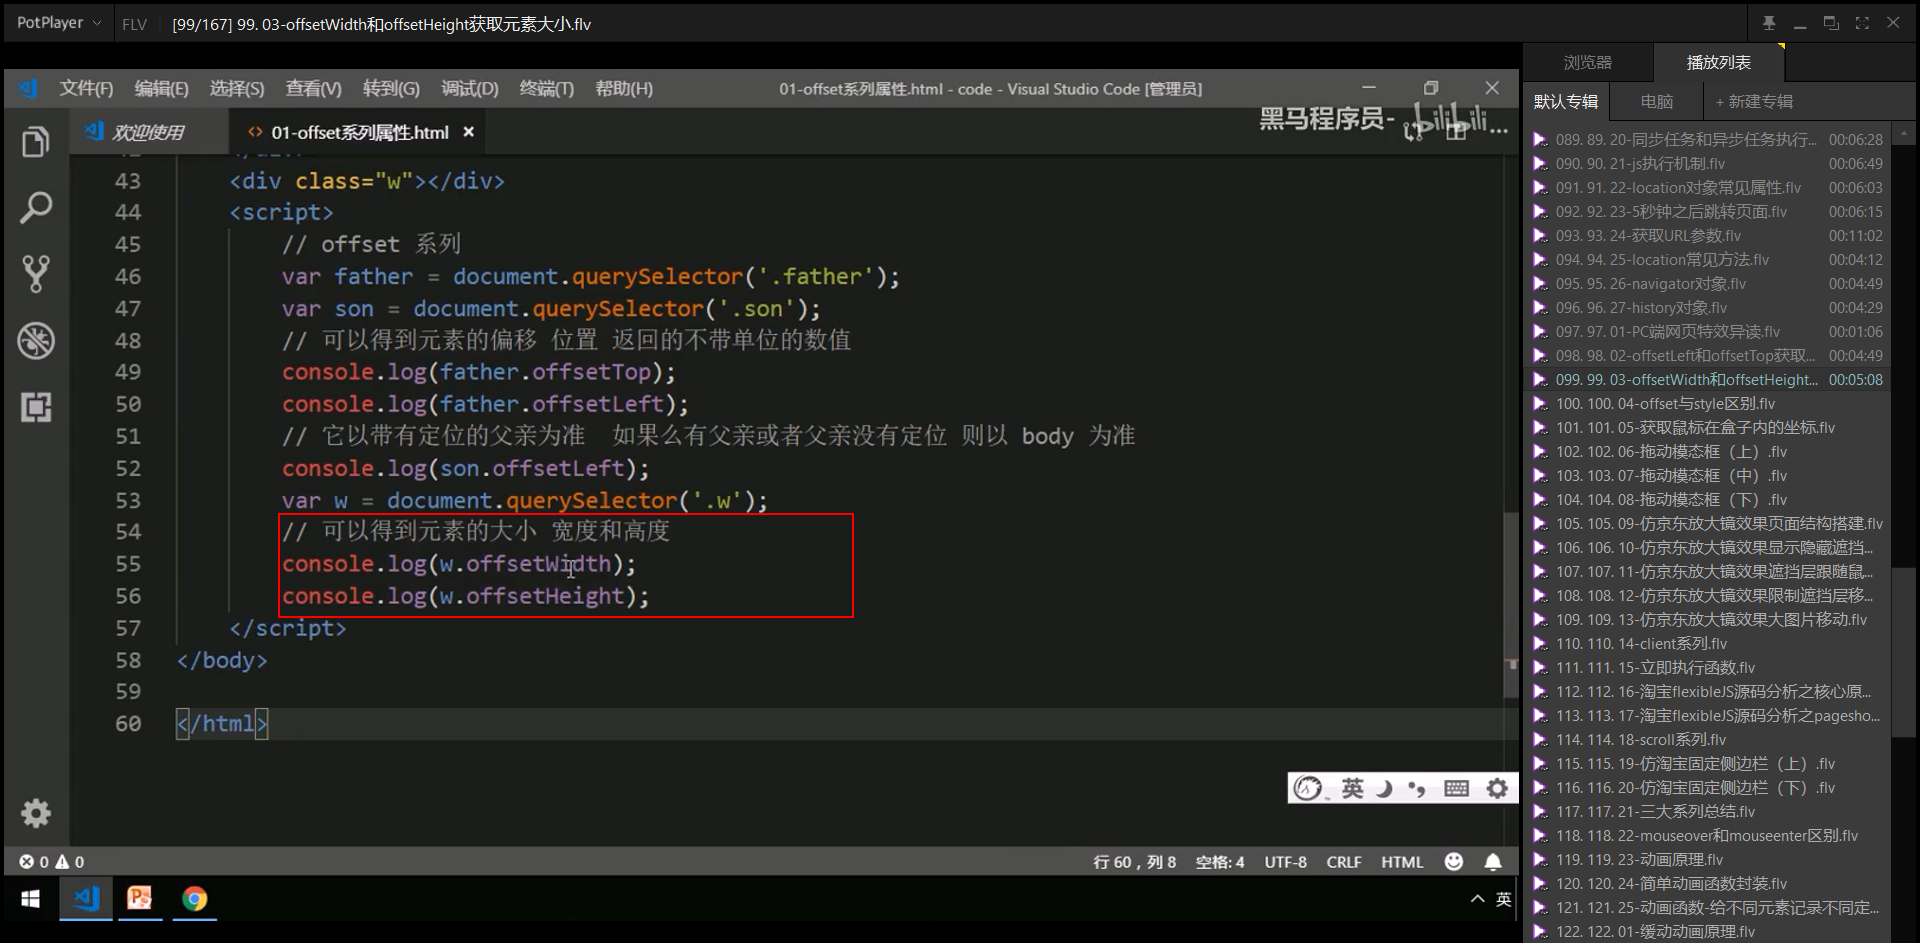 PotPlayer
FLV
[99/167] 99. 03-offsetWidth和offsetHeight获取元素大小.flv
文件(F) 编辑(E) 选择(S) 查看(V) 转到(G) 调试(D) 终端(T) 帮助(H)
01-offset系列属性.html - code - Visual Studio Code [管理员]
欢迎使用
<> 01-offset系列属性.html ×
黑马程序员- bilibili
43 <div class="w"></div>
44 <script>
45 // offset 系列
46 var father = document.querySelector('.father');
47 var son = document.querySelector('.son');
48 // 可以得到元素的偏移 位置 返回的不带单位的数值
49 console.log(father.offsetTop);
50 console.log(father.offsetLeft);
51 // 它以带有定位的父亲为准 如果么有父亲或者父亲没有定位 则以 body 为准
52 console.log(son.offsetLeft);
53 var w = document.querySelector('.w');
54 // 可以得到元素的大小 宽度和高度
55 console.log(w.offsetWidth);
56 console.log(w.offsetHeight);
57 </script>
58 </body>
59
60 </html>
英
0 0
行 60，列 8 空格: 4 UTF-8 CRLF HTML
英
浏览器
播放列表
默认专辑
电脑
+ 新建专辑
089. 89. 20-同步任务和异步任务执行... 00:06:28
090. 90. 21-js执行机制.flv 00:06:49
091. 91. 22-location对象常见属性.flv 00:06:03
092. 92. 23-5秒钟之后跳转页面.flv 00:06:15
093. 93. 24-获取URL参数.flv 00:11:02
094. 94. 25-location常见方法.flv 00:04:12
095. 95. 26-navigator对象.flv 00:04:49
096. 96. 27-history对象.flv 00:04:29
097. 97. 01-PC端网页特效导读.flv 00:01:06
098. 98. 02-offsetLeft和offsetTop获取... 00:04:49
099. 99. 03-offsetWidth和offsetHeight... 00:05:08
100. 100. 04-offset与style区别.flv
101. 101. 05-获取鼠标在盒子内的坐标.flv
102. 102. 06-拖动模态框（上）.flv
103. 103. 07-拖动模态框（中）.flv
104. 104. 08-拖动模态框（下）.flv
105. 105. 09-仿京东放大镜效果页面结构搭建.flv
106. 106. 10-仿京东放大镜效果显示隐藏遮挡...
107. 107. 11-仿京东放大镜效果遮挡层跟随鼠...
108. 108. 12-仿京东放大镜效果限制遮挡层移...
109. 109. 13-仿京东放大镜效果大图片移动.flv
110. 110. 14-client系列.flv
111. 111. 15-立即执行函数.flv
112. 112. 16-淘宝flexibleJS源码分析之核心原...
113. 113. 17-淘宝flexibleJS源码分析之pagesho...
114. 114. 18-scroll系列.flv
115. 115. 19-仿淘宝固定侧边栏（上）.flv
116. 116. 20-仿淘宝固定侧边栏（下）.flv
117. 117. 21-三大系列总结.flv
118. 118. 22-mouseover和mouseenter区别.flv
119. 119. 23-动画原理.flv
120. 120. 24-简单动画函数封装.flv
121. 121. 25-动画函数-给不同元素记录不同定...
122. 122. 01-缓动动画原理.flv